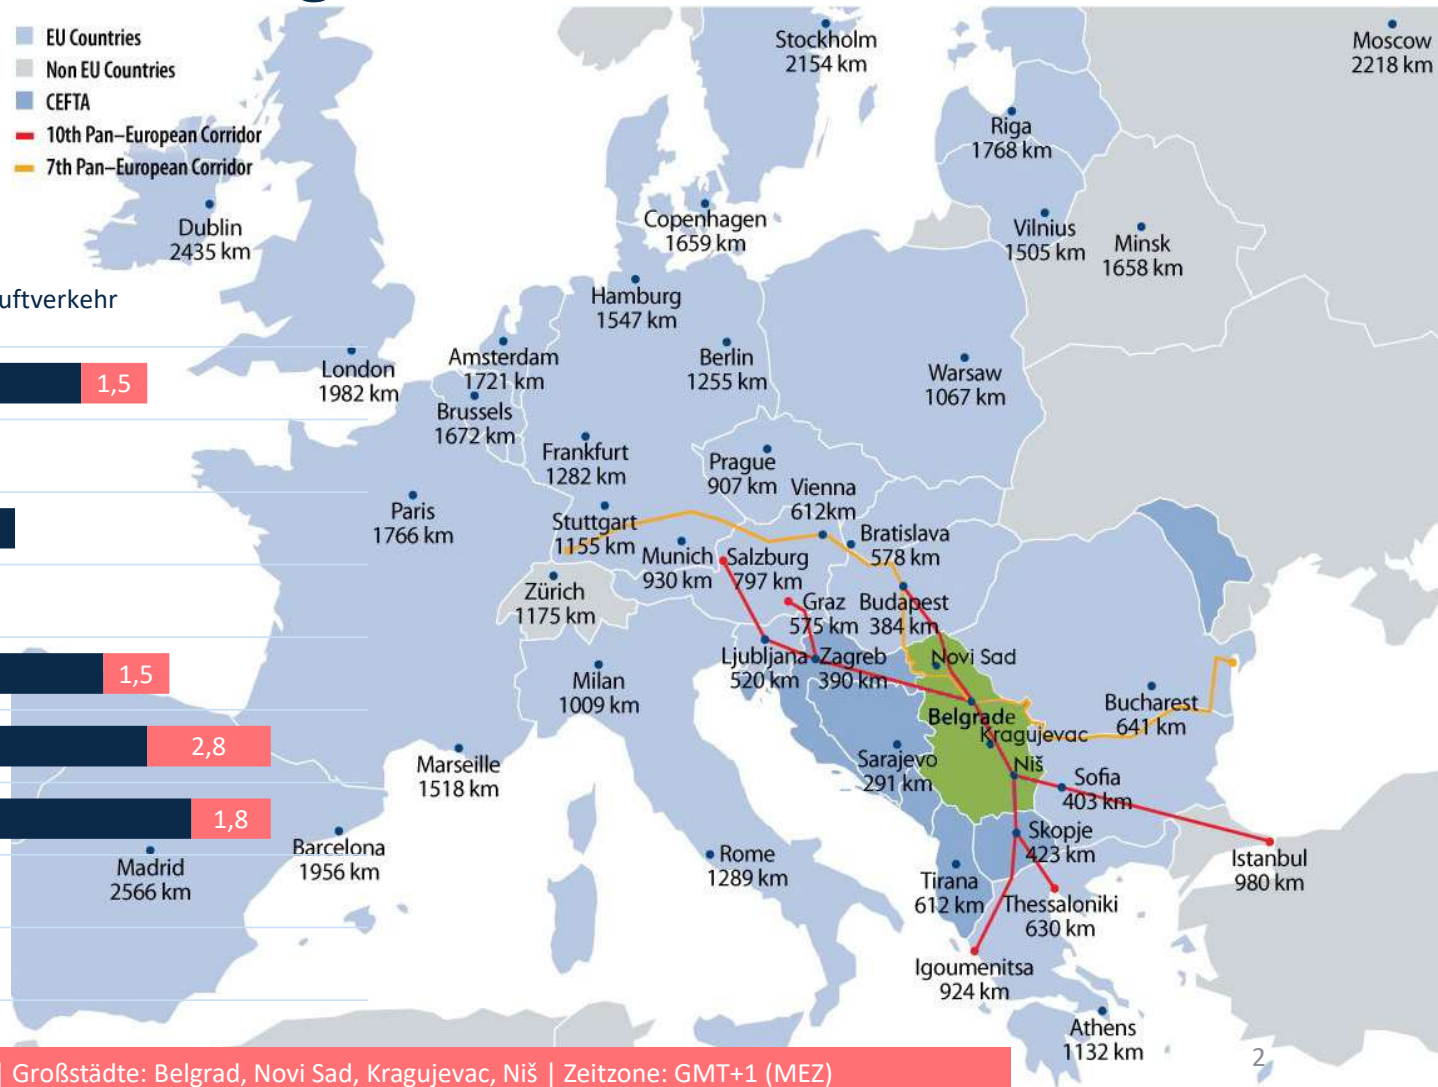 EU Countries
Non EU Countries
CEFTA
10th Pan–European Corridor
7th Pan–European Corridor
Stockholm
2154 km
Moscow
2218 km
Riga
1768 km
Dublin
2435 km
Copenhagen
1659 km
Vilnius
1505 km
Minsk
1658 km
uftverkehr
Hamburg
1547 km
London
1982 km
Amsterdam
1721 km
Berlin
1255 km
Warsaw
1067 km
1,5
Brussels
1672 km
Frankfurt
1282 km
Prague
907 km
Vienna
612km
Paris
1766 km
Stuttgart
1155 km
Munich
930 km
Salzburg
797 km
Bratislava
578 km
Zürich
1175 km
Graz
575 km
Budapest
384 km
Ljubljana
520 km
Zagreb
390 km
Novi Sad
1,5
Milan
1009 km
Belgrade
Kragujevac
Bucharest
641 km
2,8
Marseille
1518 km
Sarajevo
291 km
Niš
Sofia
403 km
1,8
Madrid
2566 km
Barcelona
1956 km
Rome
1289 km
Skopje
423 km
Istanbul
980 km
Tirana
612 km
Thessaloniki
630 km
Igoumenitsa
924 km
Athens
1132 km
2
| Großstädte: Belgrad, Novi Sad, Kragujevac, Niš | Zeitzone: GMT+1 (MEZ)